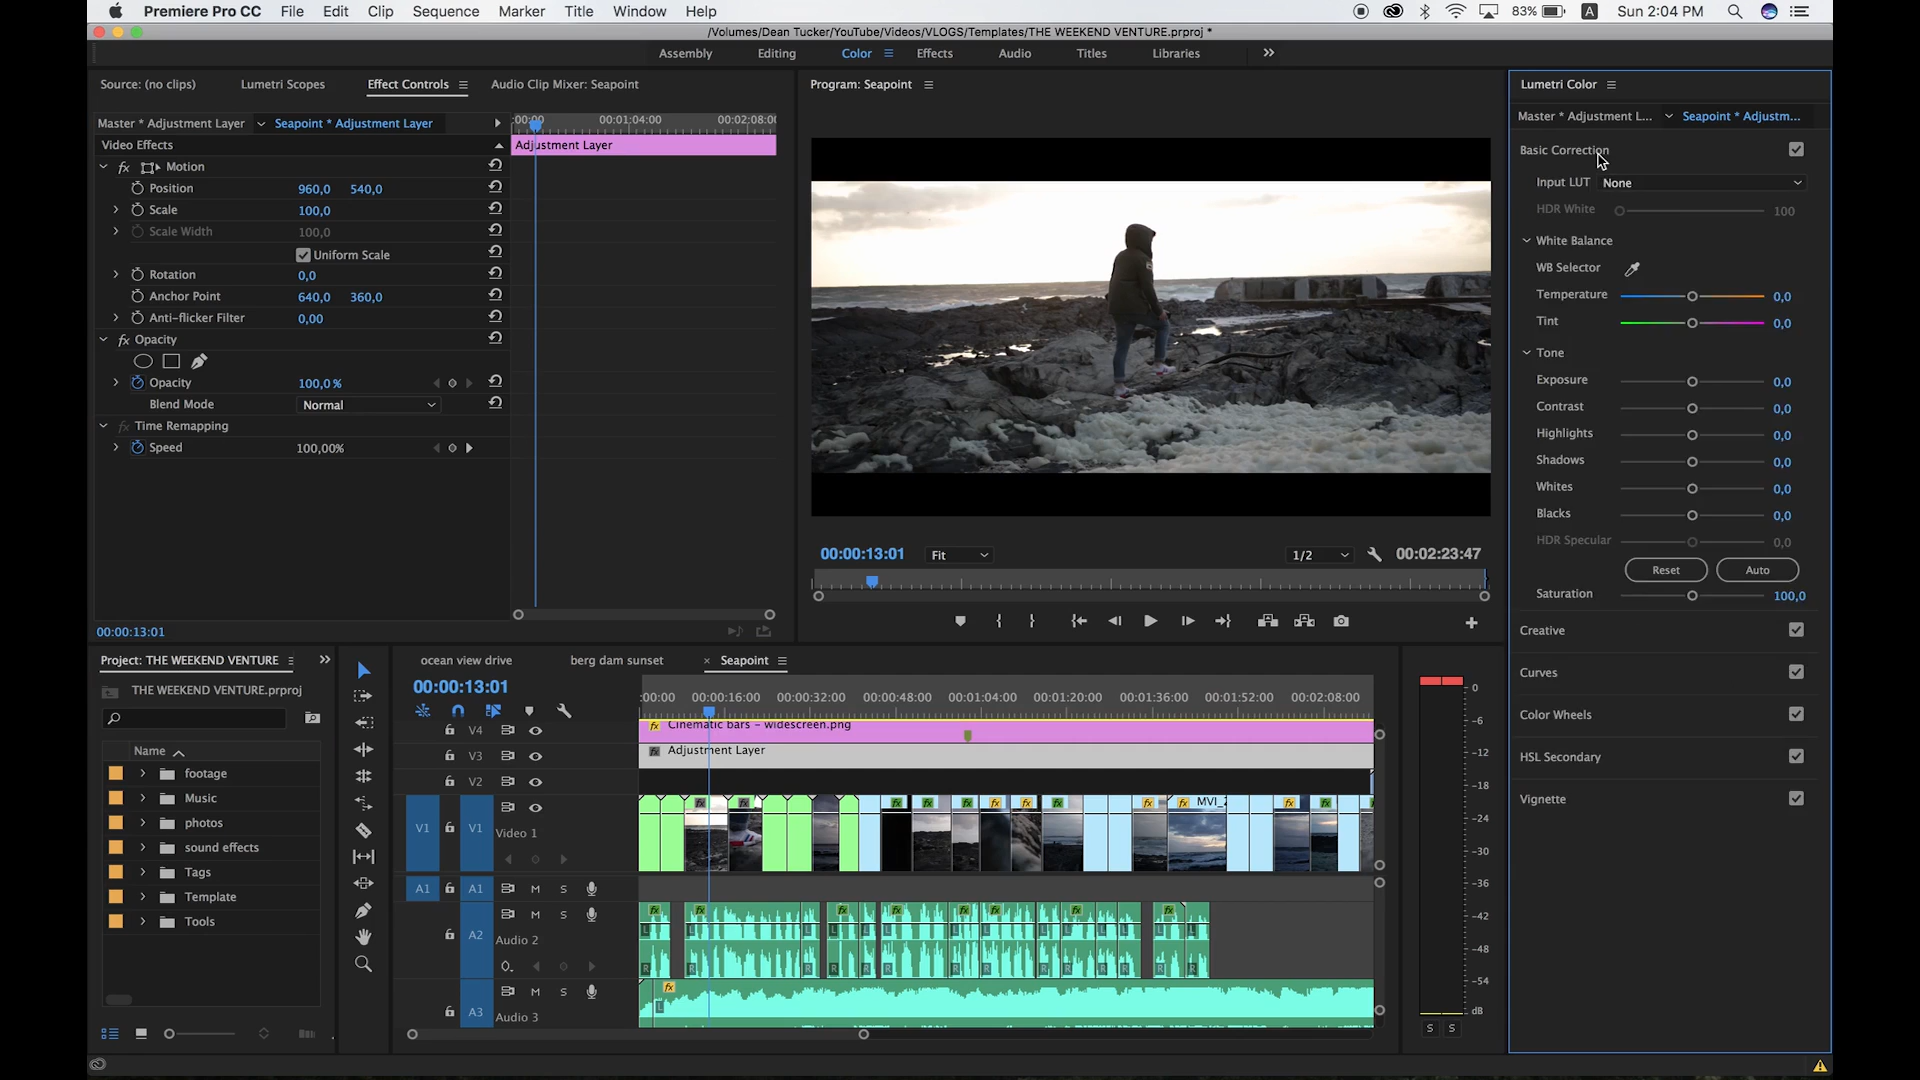 Premiere Pro CC File Edit Clip Sequence Marker Title Window Help 83% A Sun 2:04 PM
/Volumes/Dean Tucker/YouTube/Videos/VLOGS/Templates/THE WEEKEND VENTURE.prproj *
Assembly Editing Color Effects Audio Titles Libraries
Source: (no clips) Lumetri Scopes Effect Controls Audio Clip Mixer: Seapoint
Master * Adjustment Layer Seapoint * Adjustment Layer
:00:00 00:01:04:00 00:02:08:00
Video Effects
Adjustment Layer
fx Motion
Position 960,0 540,0
Scale 100,0
Scale Width 100,0
Uniform Scale
Rotation 0,0
Anchor Point 640,0 360,0
Anti-flicker Filter 0,00
fx Opacity
Opacity 100,0 %
Blend Mode Normal
fx Time Remapping
Speed 100,00%
00:00:13:01
Program: Seapoint
00:00:13:01 Fit 1/2 00:02:23:47
Lumetri Color
Master * Adjustment L... Seapoint * Adjustm...
Basic Correction
Input LUT None
HDR White 100
White Balance
WB Selector
Temperature 0,0
Tint 0,0
Tone
Exposure 0,0
Contrast 0,0
Highlights 0,0
Shadows 0,0
Whites 0,0
Blacks 0,0
HDR Specular 0,0
Reset Auto
Saturation 100,0
Creative
Curves
Color Wheels
HSL Secondary
Vignette
Project: THE WEEKEND VENTURE
THE WEEKEND VENTURE.prproj
Name
footage
Music
photos
sound effects
Tags
Template
Tools
ocean view drive berg dam sunset × Seapoint
00:00:13:01
:00:00 00:00:16:00 00:00:32:00 00:00:48:00 00:01:04:00 00:01:20:00 00:01:36:00 00:01:52:00 00:02:08:00
V4 fx Cinematic bars - widescreen.png
V3 fx Adjustment Layer
V2
V1 V1 Video 1
MVI_2
A1 A1 M S
A2 M S
Audio 2
A3 M S
Audio 3
0
-6
-12
-18
-24
-30
-36
-42
-48
-54
dB
S S